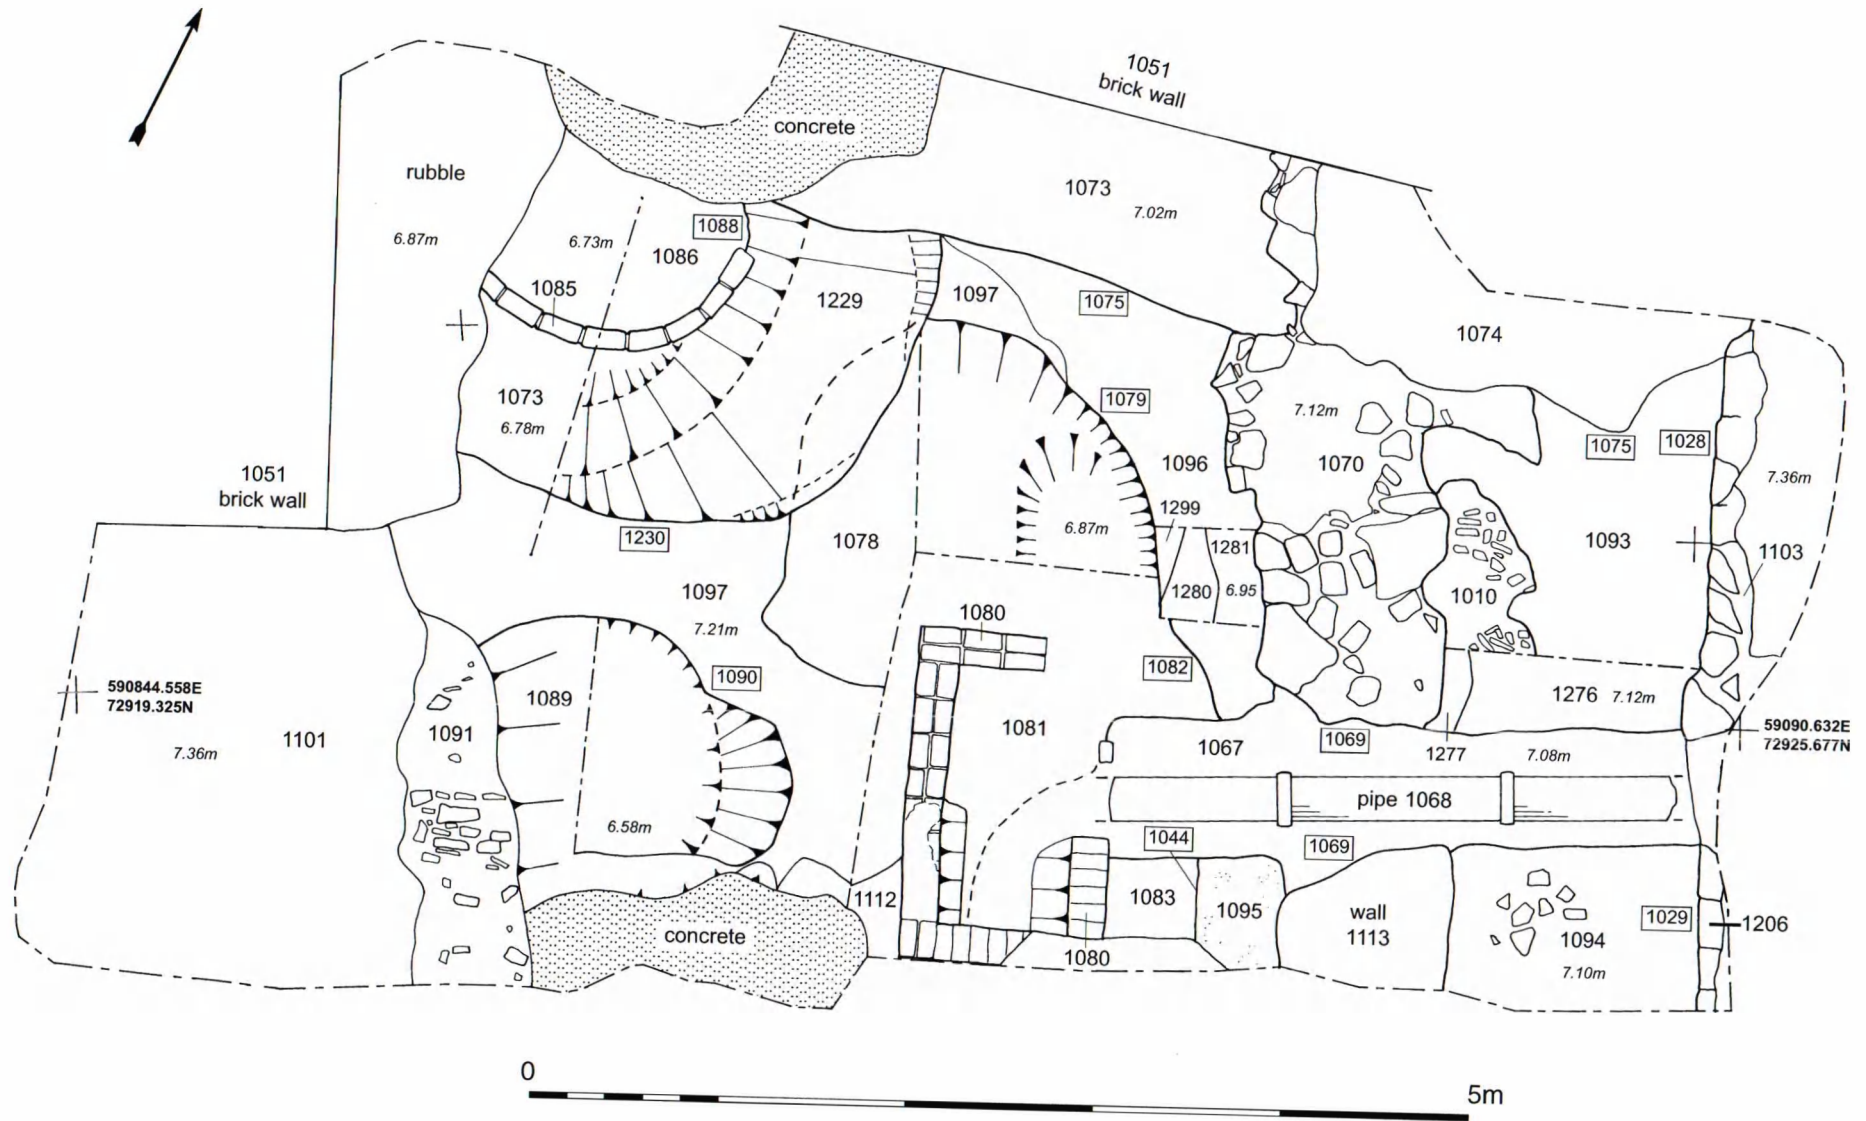 1051
brick wall
concrete
rubble
1073
7.02m
1088
6.87m
6.73m
1086
1085
1229
1097
1075
1074
1073
6.78m
1079
7.12m
1075
1028
1051
brick wall
1096
1070
7.36m
1299
6.87m
1230
1078
1281
1093
1103
1097
1280
6.95
1010
7.21m
1080
1090
1082
590844.558E
72919.325N
1089
1276
7.12m
1101
7.36m
1091
1081
1067
1069
1277
7.08m
59090.632E
72925.677N
pipe 1068
6.58m
1044
1069
1112
1083
1095
wall
1113
1094
1029
1206
concrete
1080
7.10m
0
5m